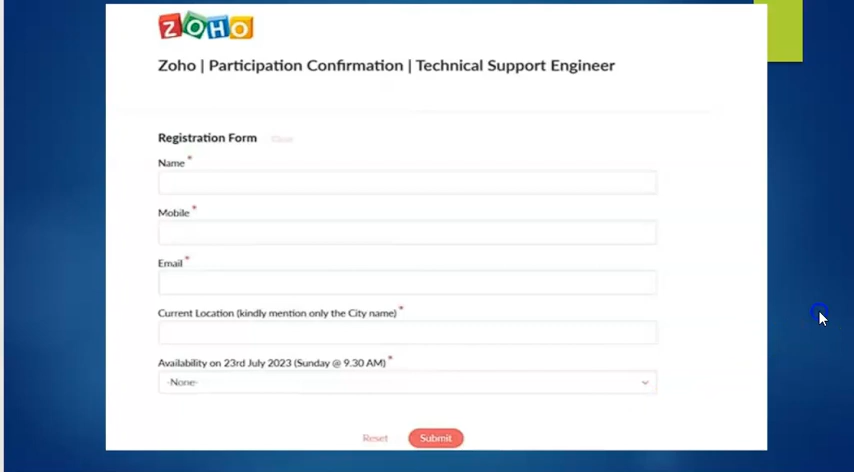 ZOHO
Zoho | Participation Confirmation | Technical Support Engineer
Registration Form Clear
Name *
Mobile *
Email *
Current Location (kindly mention only the City name) *
Availability on 23rd July 2023 (Sunday @ 9.30 AM) *
-None-
Reset Submit